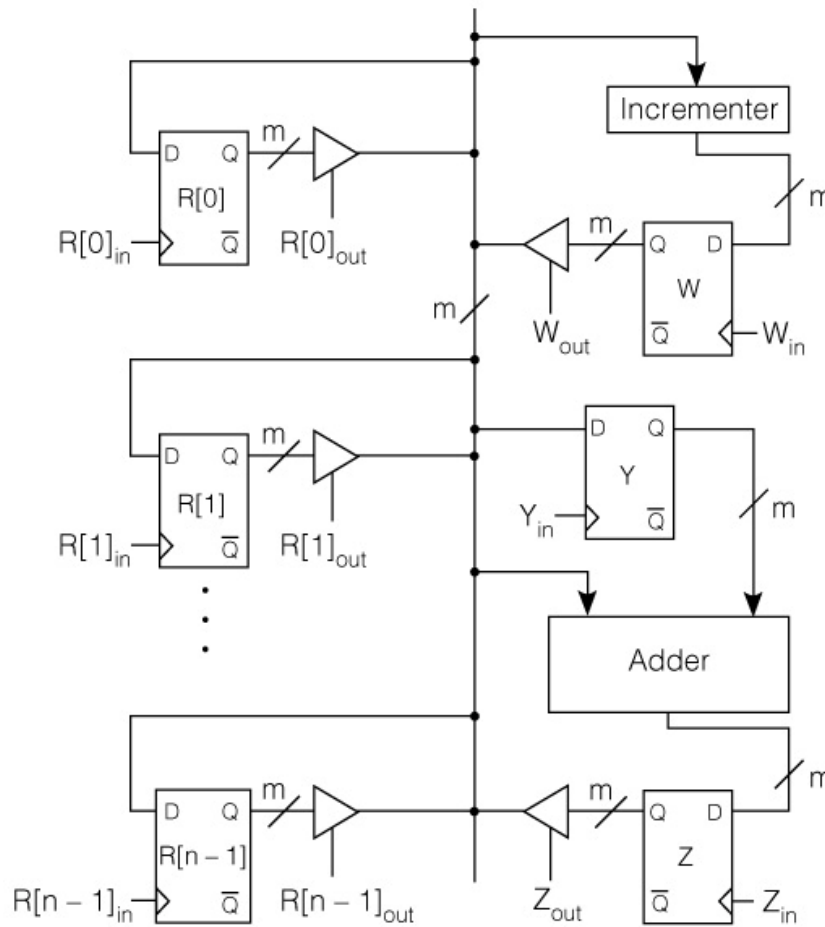 Incrementer
m
D Q
R[0]
Q̅
R[0]in
R[0]out
m
m
Q D
W
Q̅
Wout
Win
m
m
D Q
R[1]
Q̅
R[1]in
R[1]out
D Q
Y
Q̅
Yin
m
Adder
m
m
D Q
R[n – 1]
Q̅
R[n – 1]in
R[n – 1]out
m
Q D
Z
Q̅
Zout
Zin